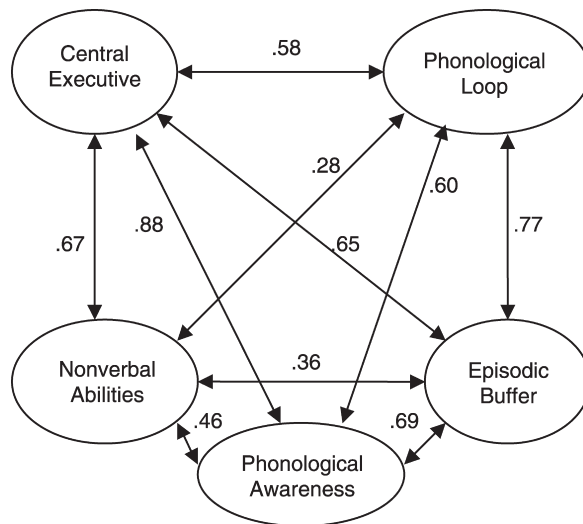 Central
Executive
.58
Phonological
Loop
.28
.60
.88
.67
.65
.77
Nonverbal
Abilities
.36
Episodic
Buffer
.46
.69
Phonological
Awareness